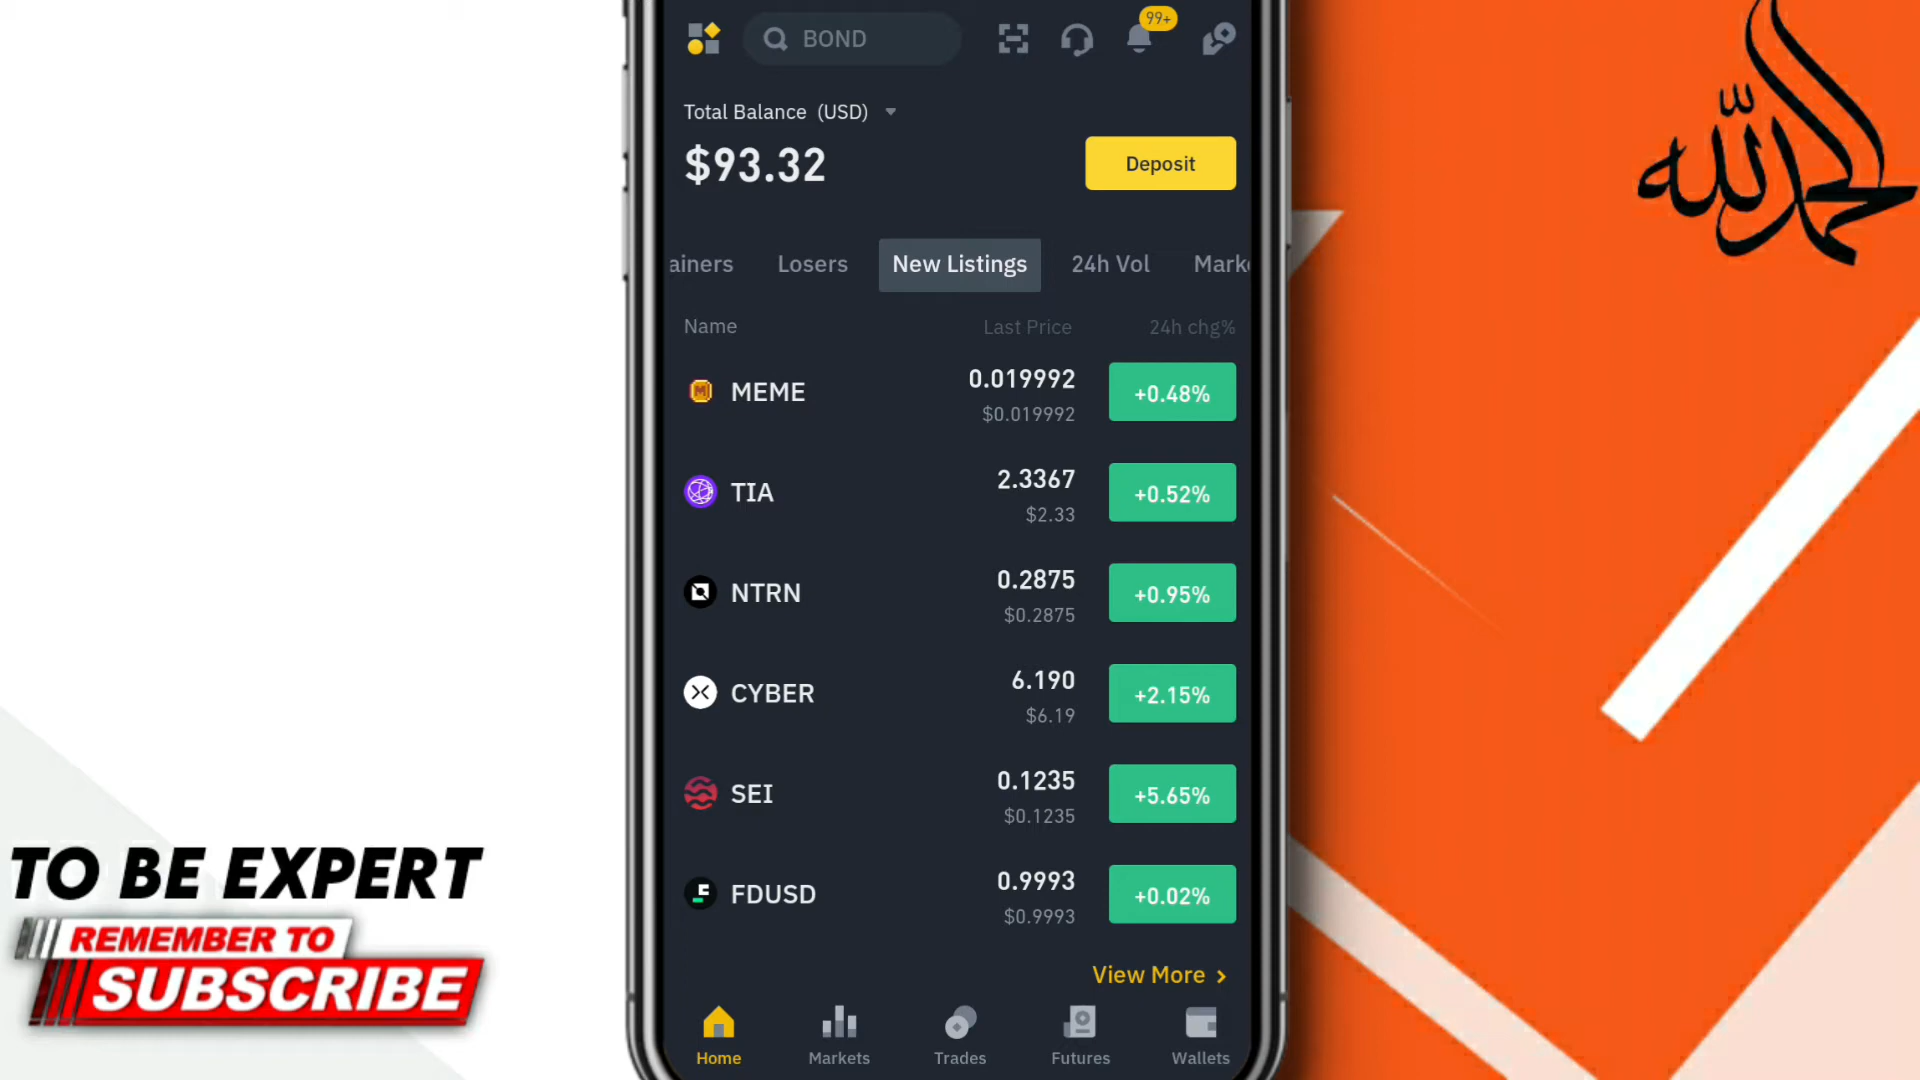 BOND
99+
الحمد لله
Total Balance (USD)
$93.32
Deposit
ainers Losers New Listings 24h Vol Marke
Name Last Price 24h chg%
MEME 0.019992 +0.48%
$0.019992
TIA 2.3367 +0.52%
$2.33
NTRN 0.2875 +0.95%
$0.2875
CYBER 6.190 +2.15%
$6.19
SEI 0.1235 +5.65%
$0.1235
FDUSD 0.9993 +0.02%
$0.9993
View More
Home Markets Trades Futures Wallets
TO BE EXPERT
REMEMBER TO
SUBSCRIBE